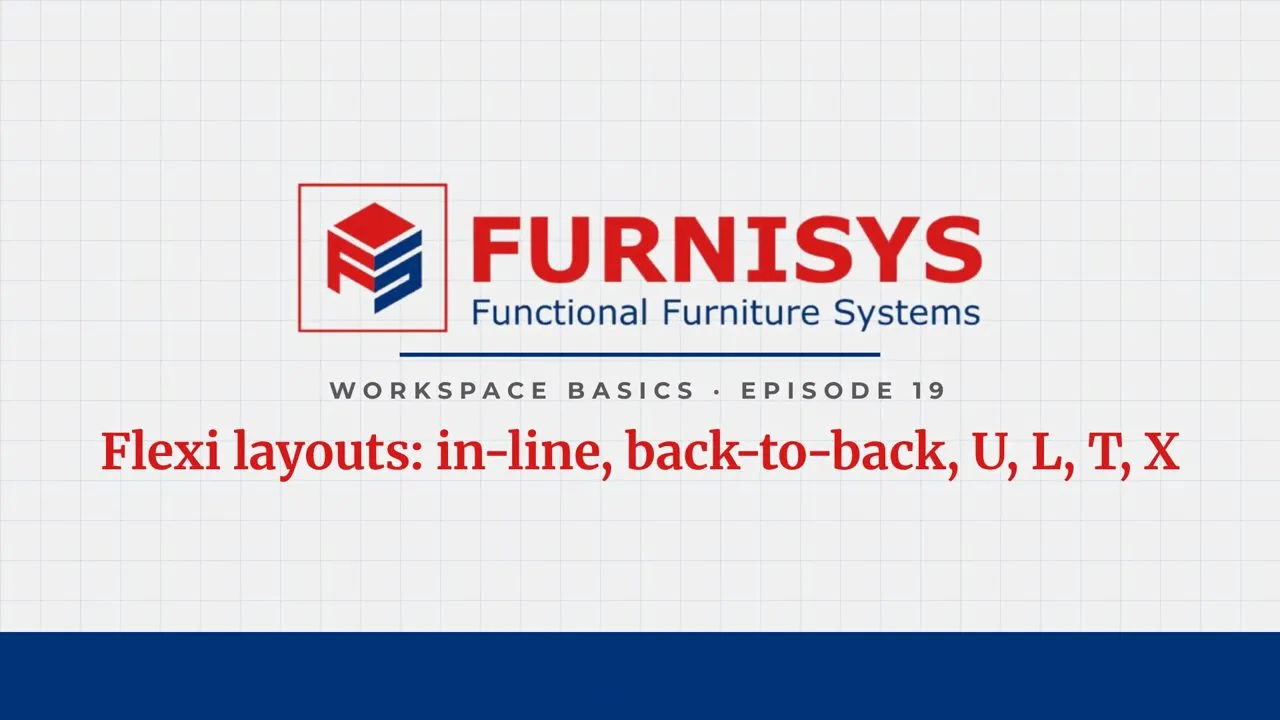 FURNISYS
Functional Furniture Systems
WORKSPACE BASICS · EPISODE 19
Flexi layouts: in-line, back-to-back, U, L, T, X